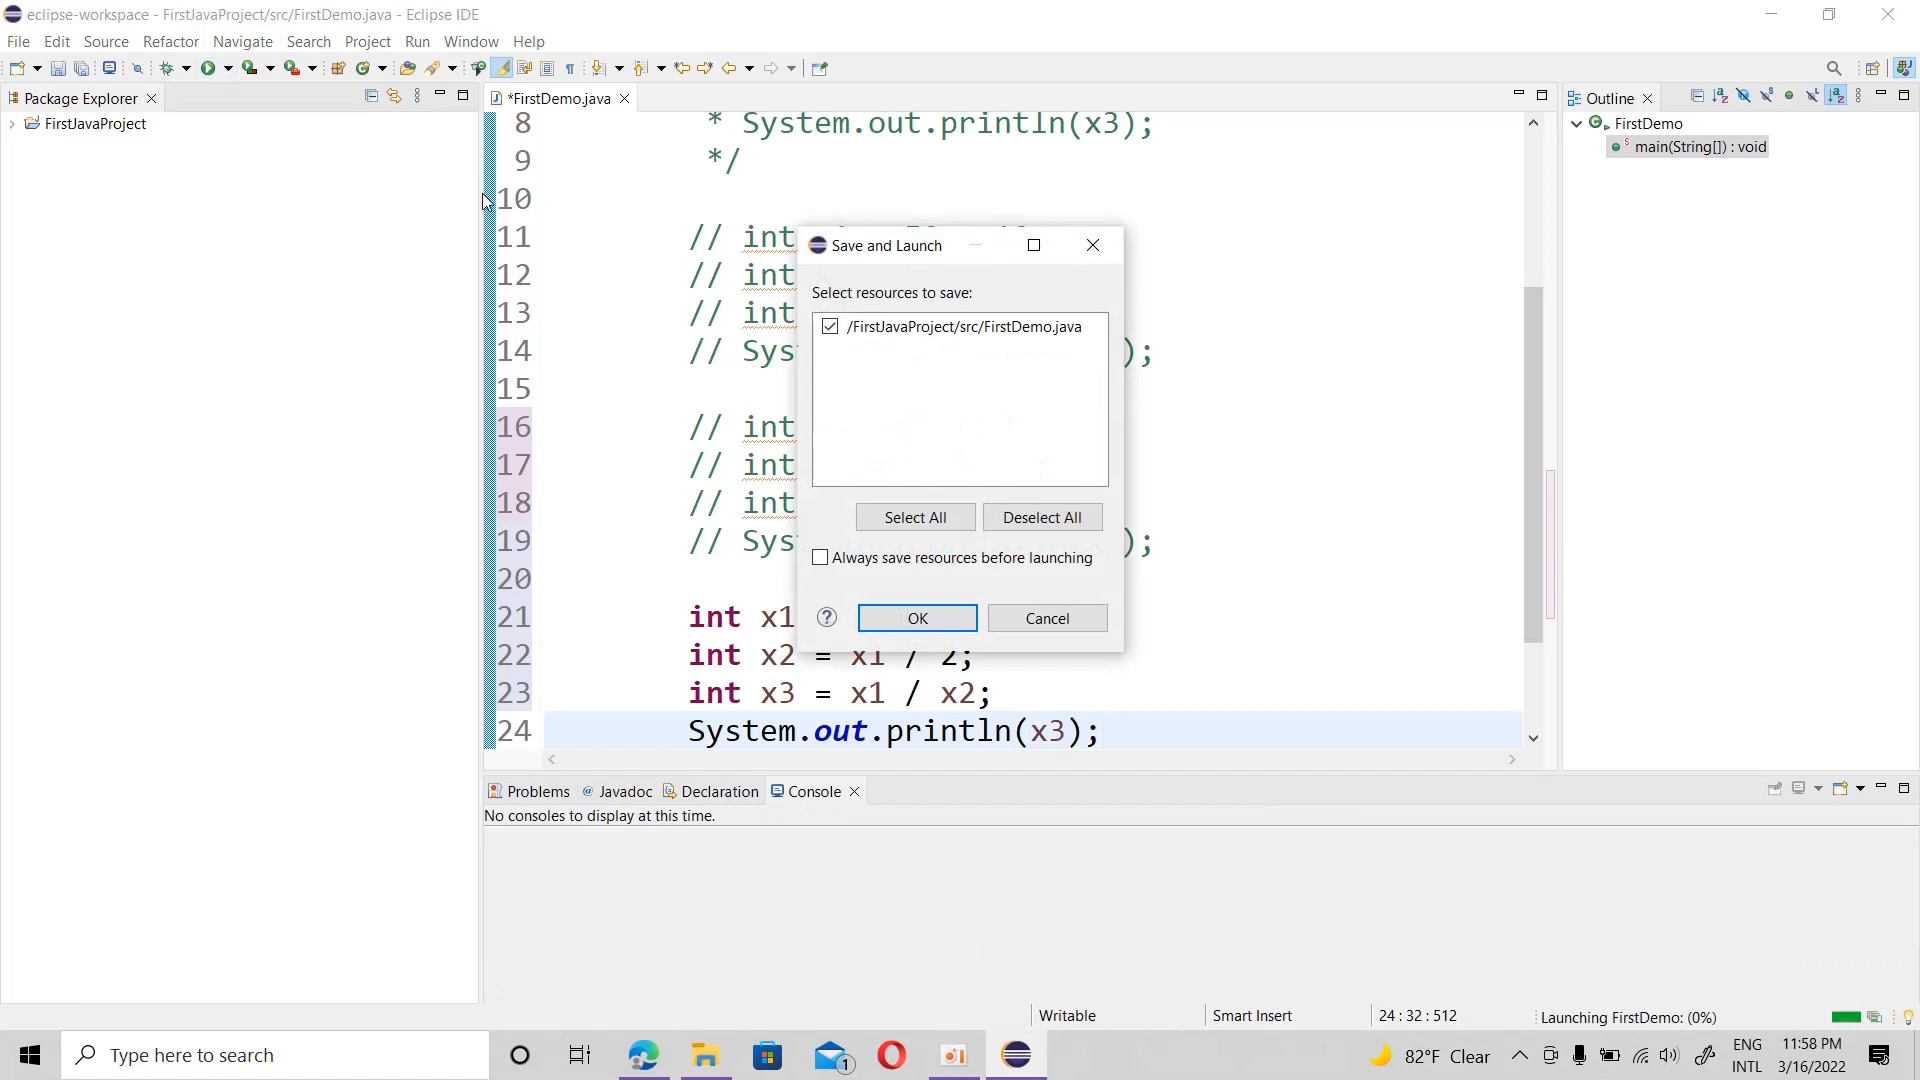 eclipse-workspace - FirstJavaProject/src/FirstDemo.java - Eclipse IDE
File Edit Source Refactor Navigate Search Project Run Window Help
Package Explorer
*FirstDemo.java
Outline
FirstJavaProject
FirstDemo
main(String[]) : void
8 * System.out.println(x3);
9 */
10
11 // int
12 // int
13 // int
14 // Sys );
15
16 // int
17 // int
18 // int
19 // Sys );
20
21 int x1
22 int x2 = x1 / 2;
23 int x3 = x1 / x2;
24 System.out.println(x3);
Save and Launch
Select resources to save:
/FirstJavaProject/src/FirstDemo.java
Select All Deselect All
Always save resources before launching
? OK Cancel
Problems @ Javadoc Declaration Console
No consoles to display at this time.
Writable Smart Insert 24 : 32 : 512 Launching FirstDemo: (0%)
Type here to search
1
82°F Clear
ENG
INTL
11:58 PM
3/16/2022